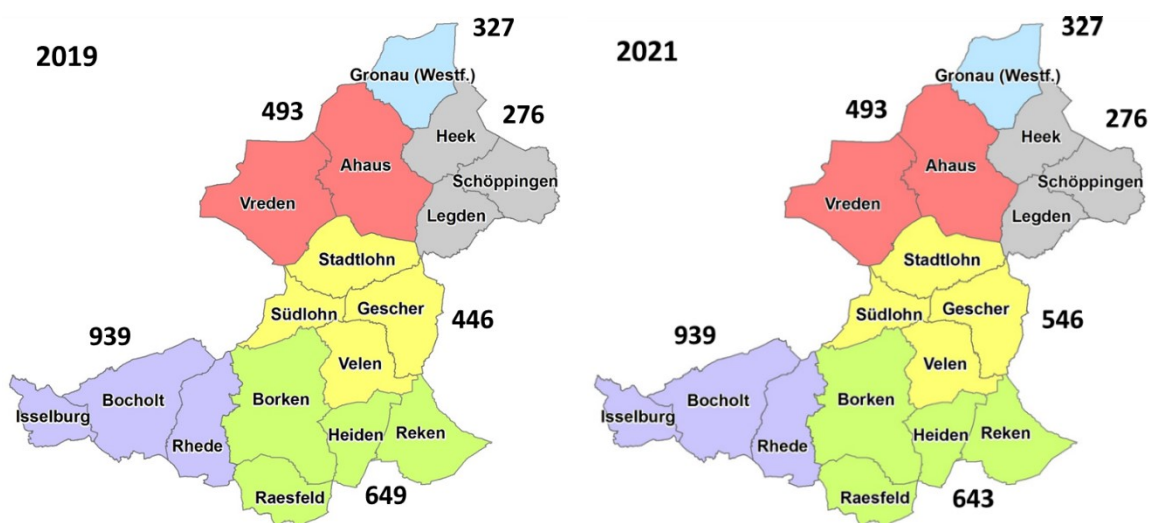 2019
327
Gronau (Westf.)
493
276
Heek
Ahaus
Schöppingen
Vreden
Legden
Stadtlohn
Südlohn
Gescher
446
939
Velen
Bocholt
Borken
Isselburg
Rhede
Heiden
Reken
Raesfeld
649
2021
327
Gronau (Westf.)
493
276
Heek
Ahaus
Schöppingen
Vreden
Legden
Stadtlohn
Südlohn
Gescher
546
939
Velen
Bocholt
Borken
Isselburg
Rhede
Heiden
Reken
Raesfeld
643